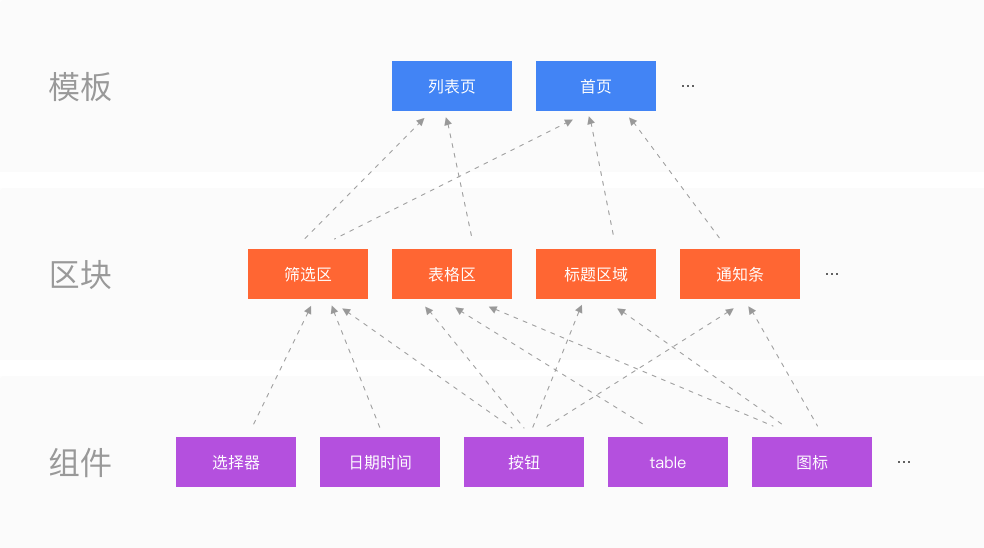 模板
列表页
首页
...
区块
筛选区
表格区
标题区域
通知条
...
组件
选择器
日期时间
按钮
table
图标
...